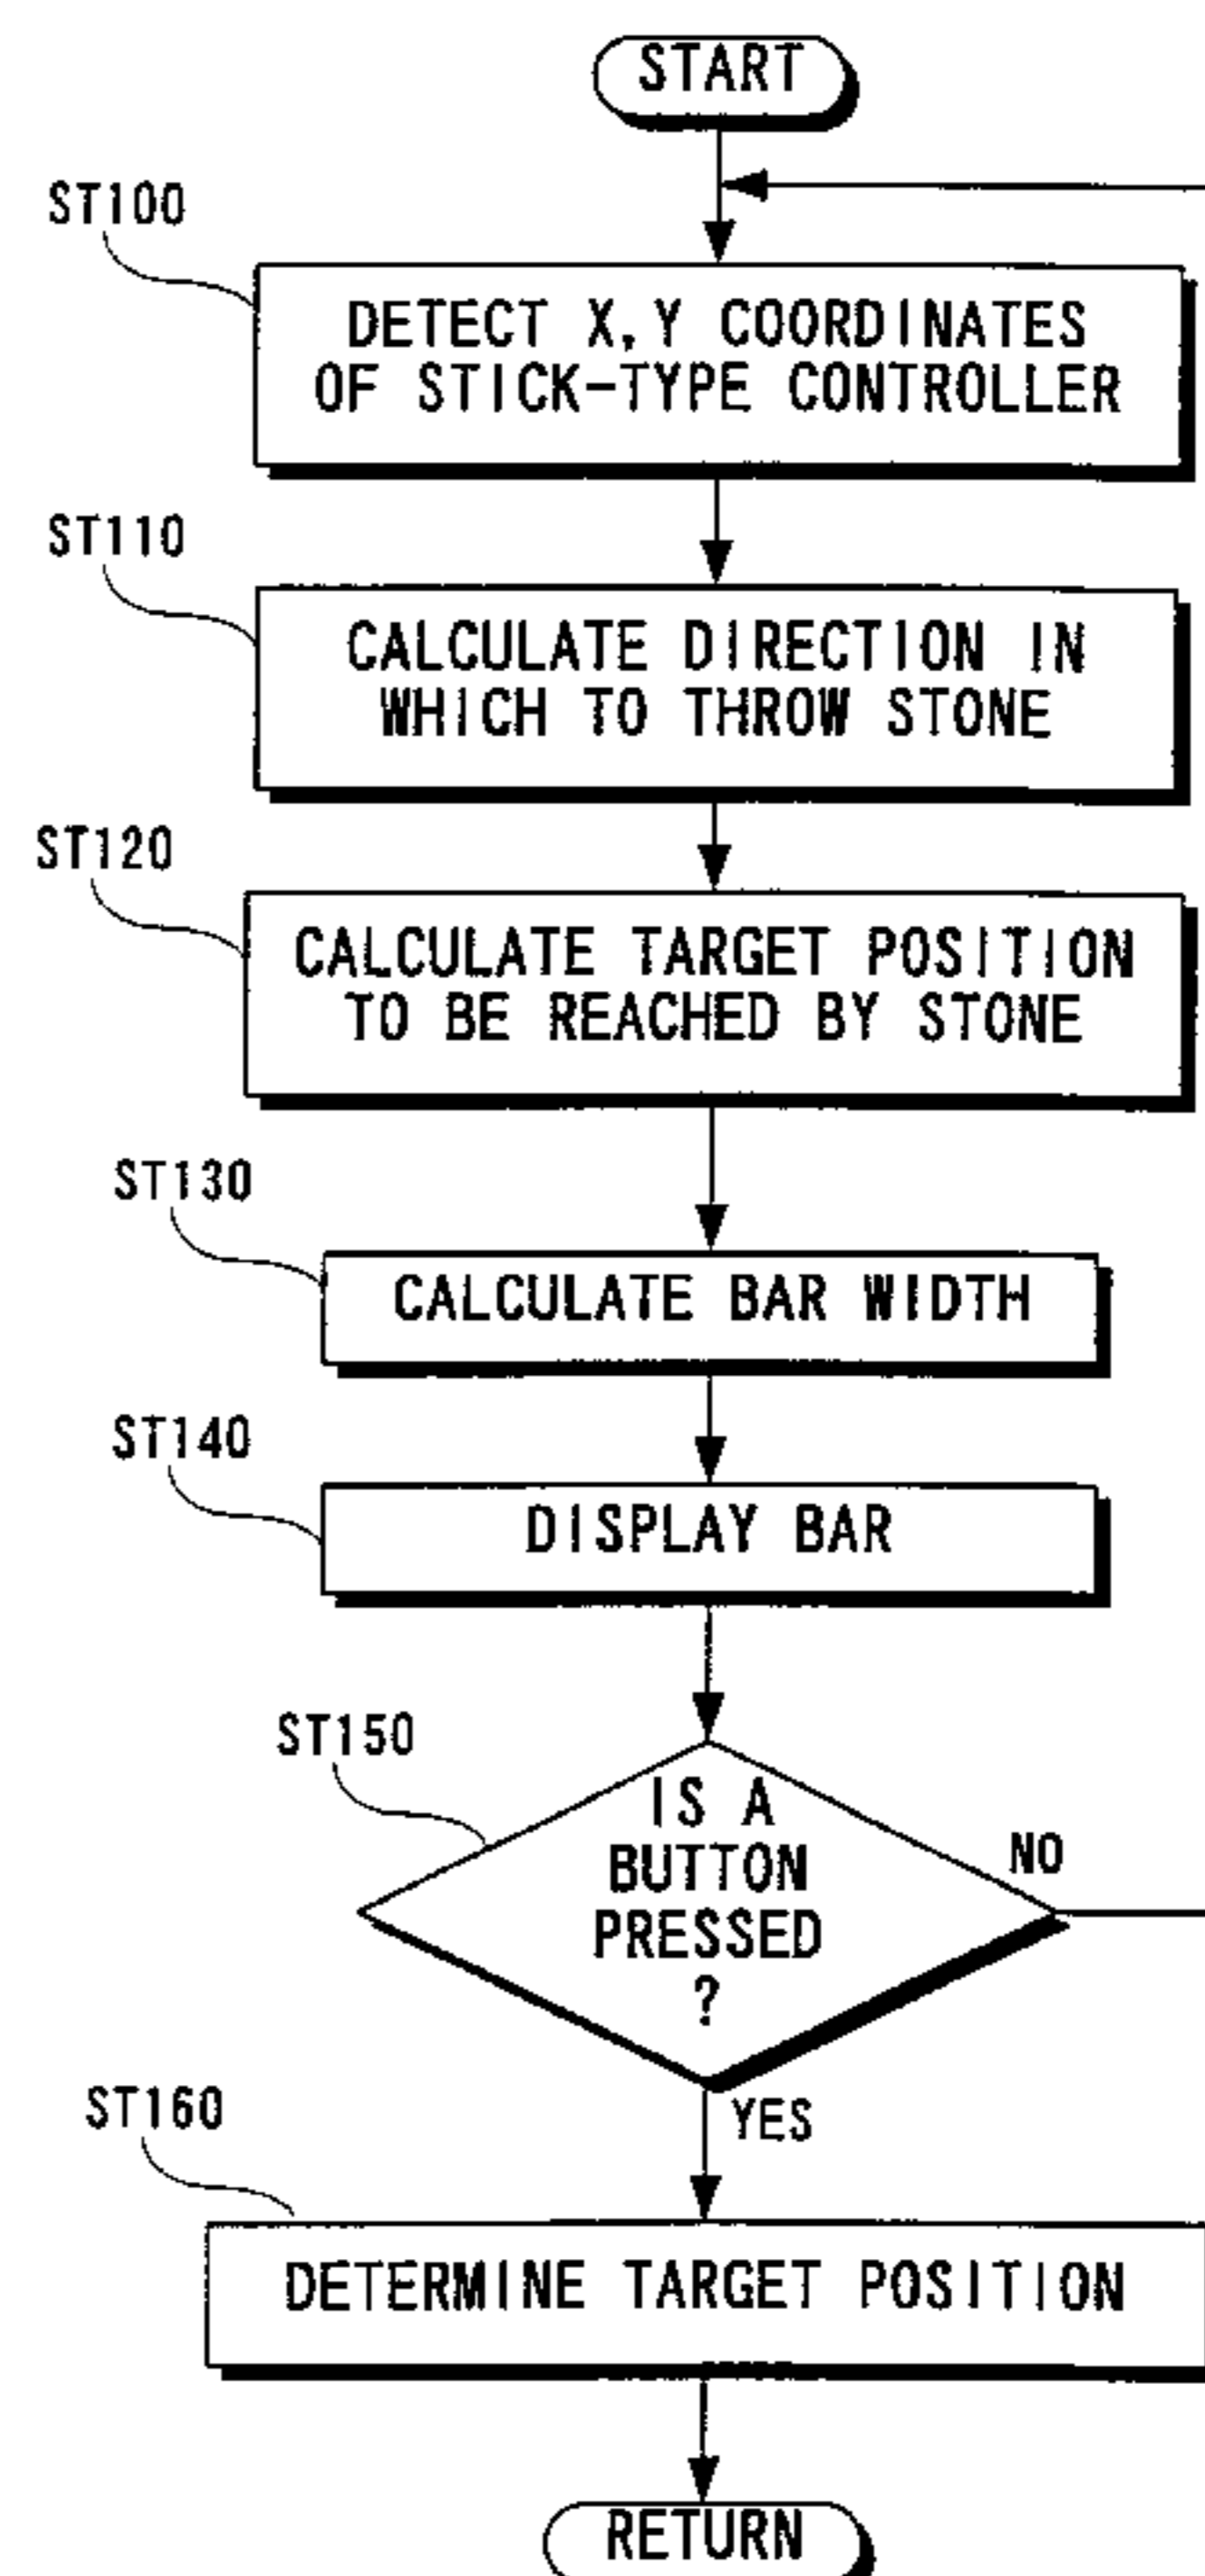 START
ST100
DETECT X,Y COORDINATES
OF STICK-TYPE CONTROLLER
ST110
CALCULATE DIRECTION IN
WHICH TO THROW STONE
ST120
CALCULATE TARGET POSITION
TO BE REACHED BY STONE
ST130
CALCULATE BAR WIDTH
ST140
DISPLAY BAR
ST150
IS A
BUTTON
PRESSED
?
NO
YES
ST160
DETERMINE TARGET POSITION
RETURN